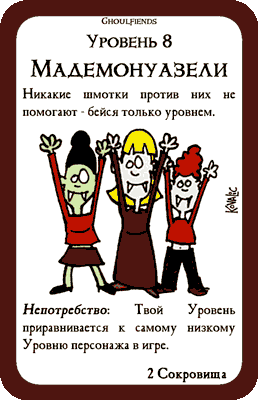 Ghoulfiends
Уровень 8
Мадемонуазели
Никакие шмотки против них не
помогают - бейся только уровнем.
Kovalic
Непотребство: Твой Уровень
приравнивается к самому низкому
Уровню персонажа в игре.
2 Сокровища